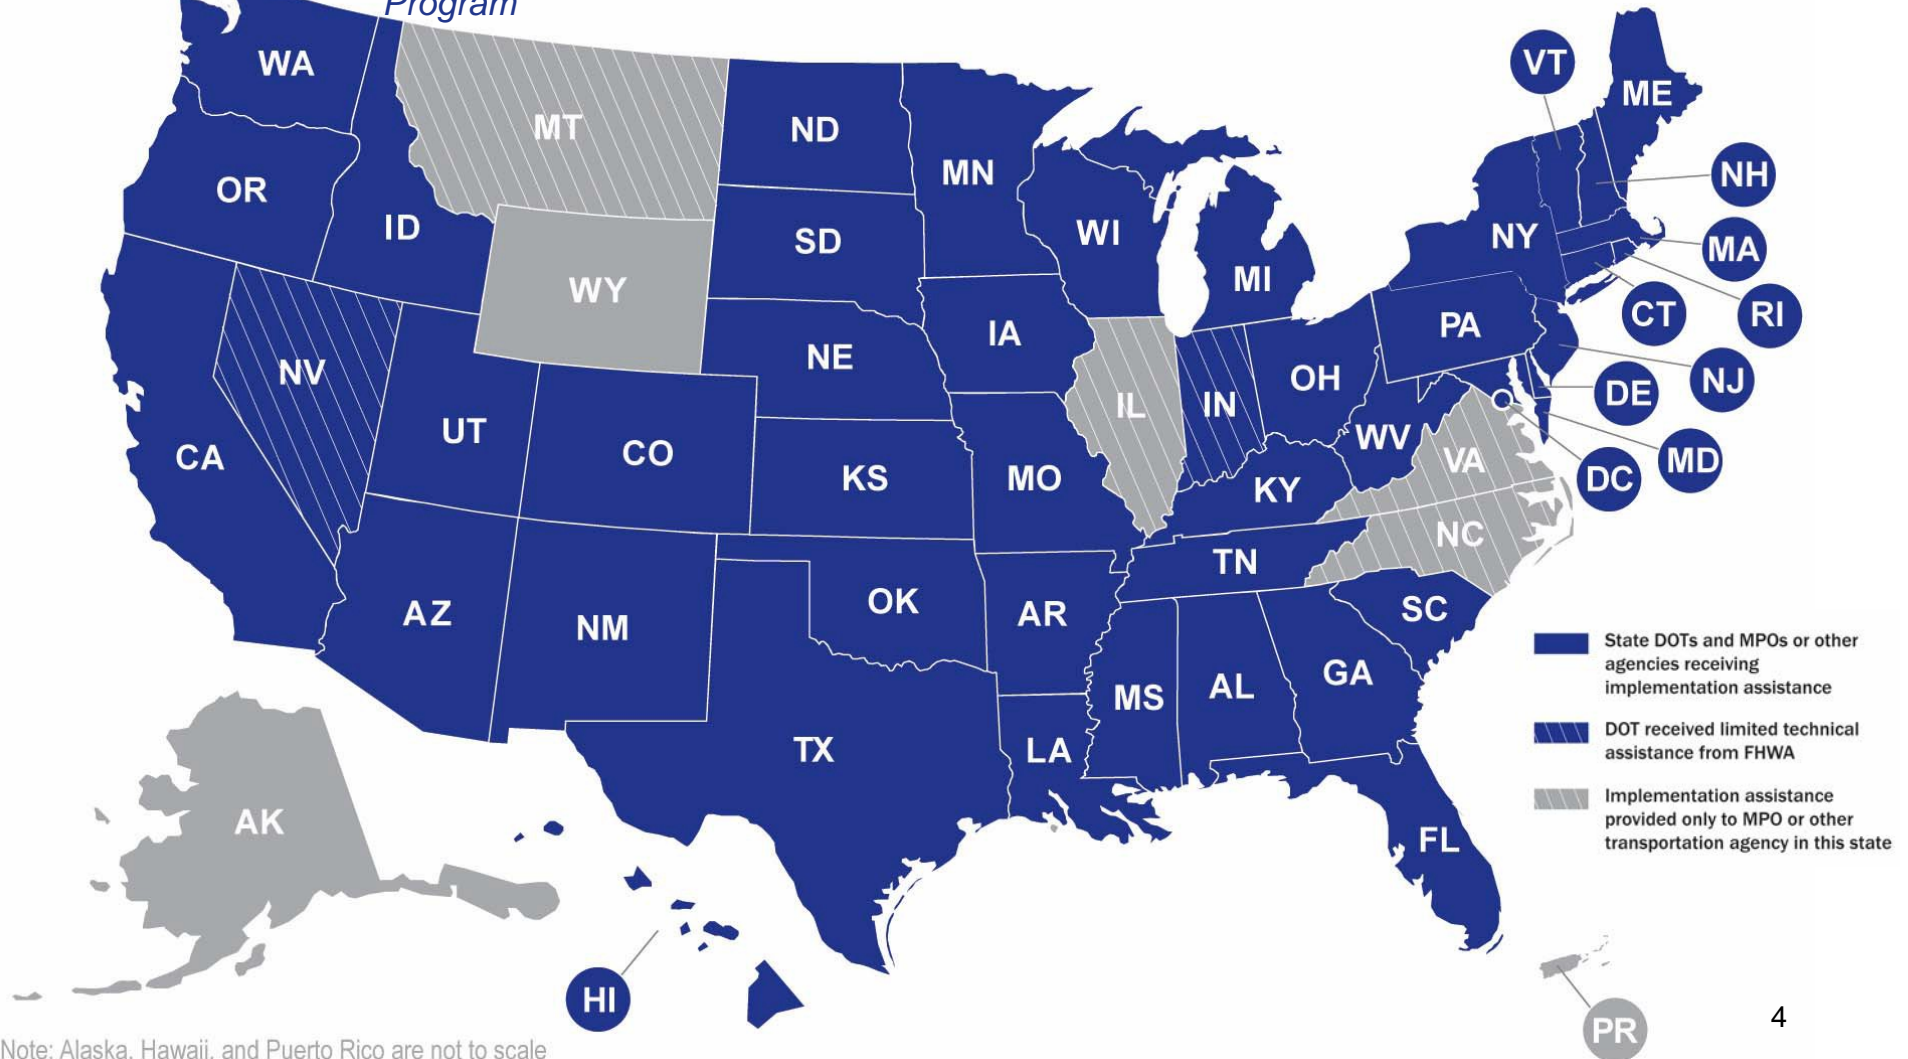 Program
WA
MT
ND
MN
VT
ME
OR
ID
SD
WI
MI
NY
NH
MA
WY
NV
UT
CO
NE
IA
IL
IN
OH
PA
CT
RI
DE
NJ
CA
KS
MO
KY
WV
VA
DC
MD
AZ
NM
OK
AR
TN
NC
SC
TX
LA
MS
AL
GA
FL
AK
HI
PR
State DOTs and MPOs or other
agencies receiving
implementation assistance
DOT received limited technical
assistance from FHWA
Implementation assistance
provided only to MPO or other
transportation agency in this state
4
Note: Alaska, Hawaii, and Puerto Rico are not to scale